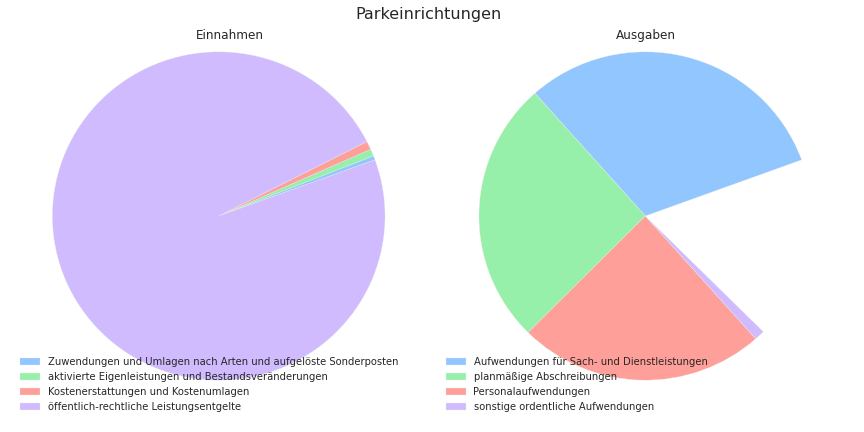 Parkeinrichtungen
Einnahmen
Zuwendungen und Umlagen nach Arten und aufgelöste Sonderposten
aktivierte Eigenleistungen und Bestandsveränderungen
Kostenerstattungen und Kostenumlagen
öffentlich-rechtliche Leistungsentgelte
Ausgaben
Aufwendungen für Sach- und Dienstleistungen
planmäßige Abschreibungen
Personalaufwendungen
sonstige ordentliche Aufwendungen